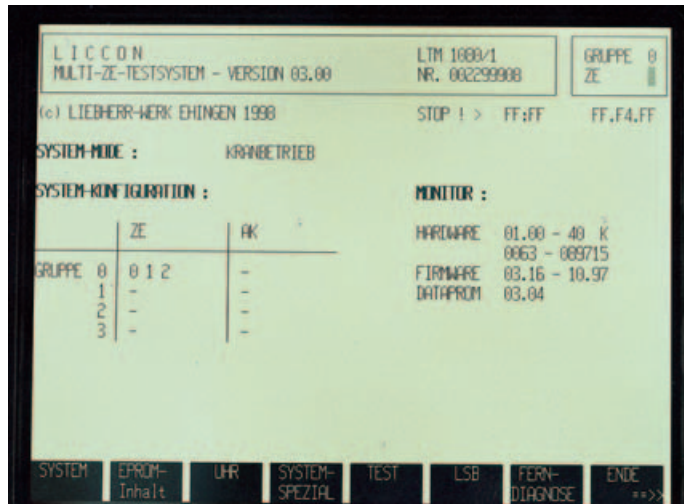 LICCON
MULTI-ZE-TESTSYSTEM - VERSION 03.00
LTM 1080/1
NR. 002299908
GRUPPE 0
ZE
(c) LIEBHERR-WERK EHINGEN 1998
STOP ! > FF:FF FF.F4.FF
SYSTEM-MODE : KRANBETRIEB
SYSTEM-KONFIGURATION :
ZE AK
GRUPPE 0 0 1 2 -
1 - -
2 - -
3 - -
MONITOR :
HARDWARE 01.00 - 40 K
0063 - 089715
FIRMWARE 03.16 - 10.97
DATAPROM 03.04
SYSTEM
EPROM-
Inhalt
UHR
SYSTEM-
SPEZIAL
TEST
LSB
FERN-
DIAGNOSE
ENDE
==>>